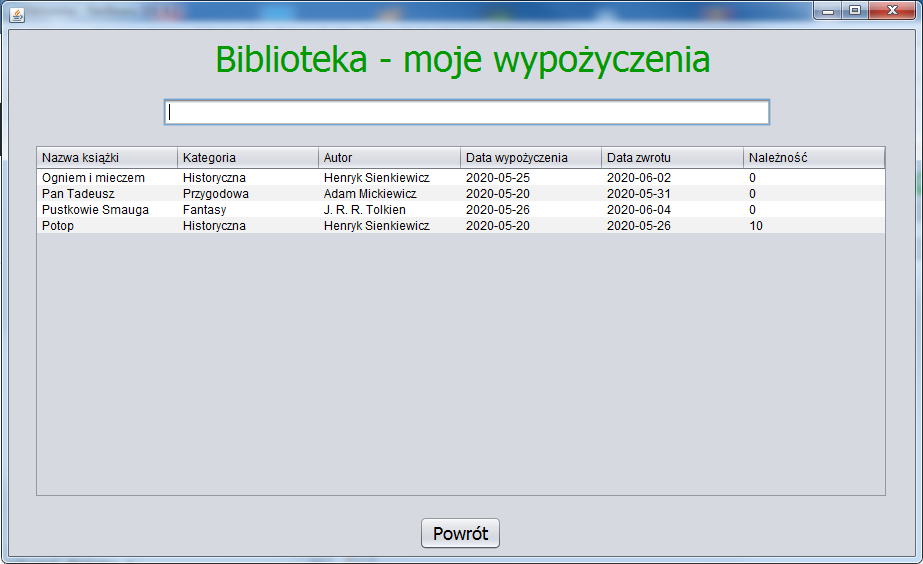 Biblioteka - moje wypożyczenia
Nazwa książki Kategoria Autor Data wypożyczenia Data zwrotu Należność
Ogniem i mieczem Historyczna Henryk Sienkiewicz 2020-05-25 2020-06-02 0
Pan Tadeusz Przygodowa Adam Mickiewicz 2020-05-20 2020-05-31 0
Pustkowie Smauga Fantasy J. R. R. Tolkien 2020-05-26 2020-06-04 0
Potop Historyczna Henryk Sienkiewicz 2020-05-20 2020-05-26 10
Powrót